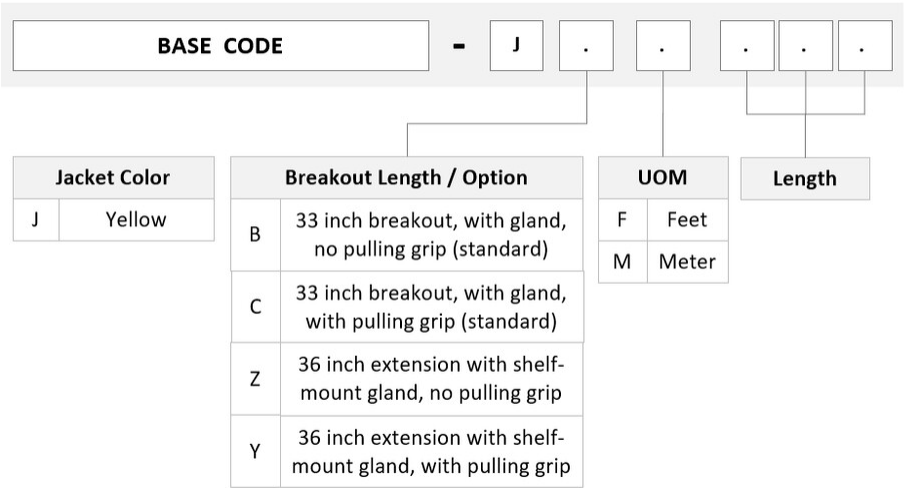 BASE CODE - J . . . . .
Jacket Color
J Yellow
Breakout Length / Option
B 33 inch breakout, with gland,
no pulling grip (standard)
C 33 inch breakout, with gland,
with pulling grip (standard)
Z 36 inch extension with shelf-
mount gland, no pulling grip
Y 36 inch extension with shelf-
mount gland, with pulling grip
UOM
F Feet
M Meter
Length